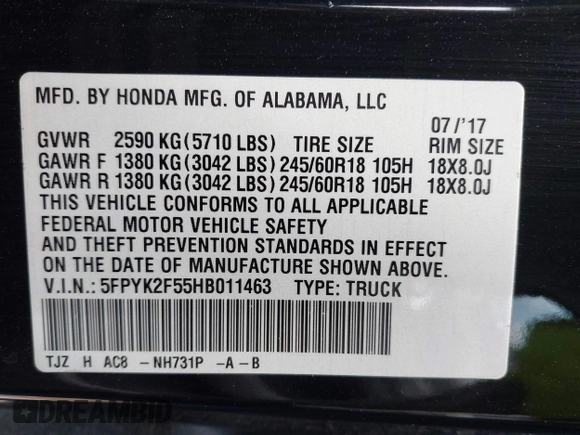 MFD. BY HONDA MFG. OF ALABAMA, LLC
07/'17
GVWR 2590 KG(5710 LBS) TIRE SIZE RIM SIZE
GAWR F 1380 KG(3042 LBS) 245/60R18 105H 18X8.0J
GAWR R 1380 KG(3042 LBS) 245/60R18 105H 18X8.0J
THIS VEHICLE CONFORMS TO ALL APPLICABLE
FEDERAL MOTOR VEHICLE SAFETY
AND THEFT PREVENTION STANDARDS IN EFFECT
ON THE DATE OF MANUFACTURE SHOWN ABOVE.
V.I.N.: 5FPYK2F55HB011463 TYPE: TRUCK
TJZ H AC8 -NH731P -A-B
DREAMBID